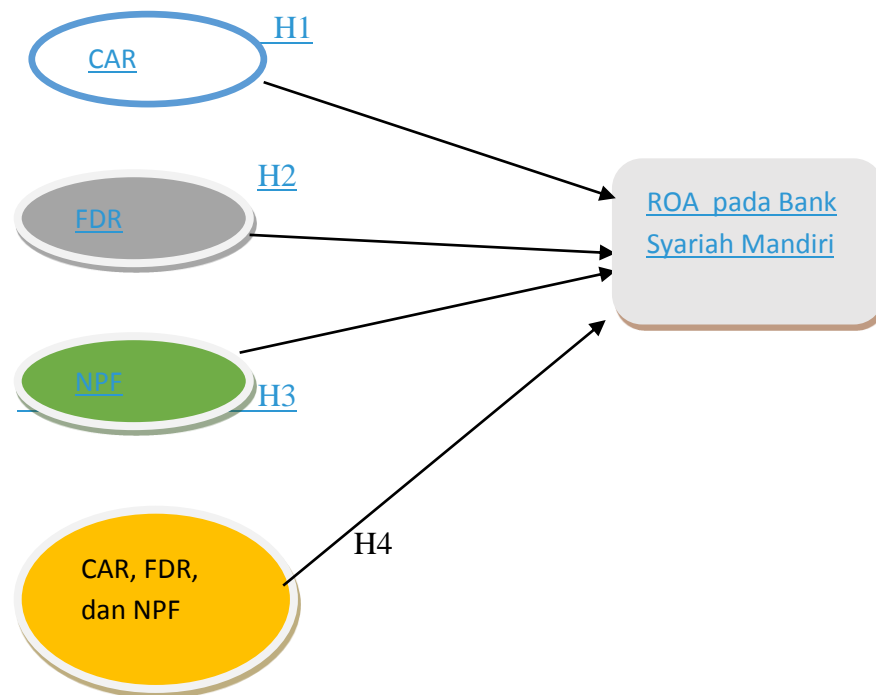 H1
CAR
H2
FDR
ROA pada Bank
Syariah Mandiri
NPF
H3
H4
CAR, FDR,
dan NPF